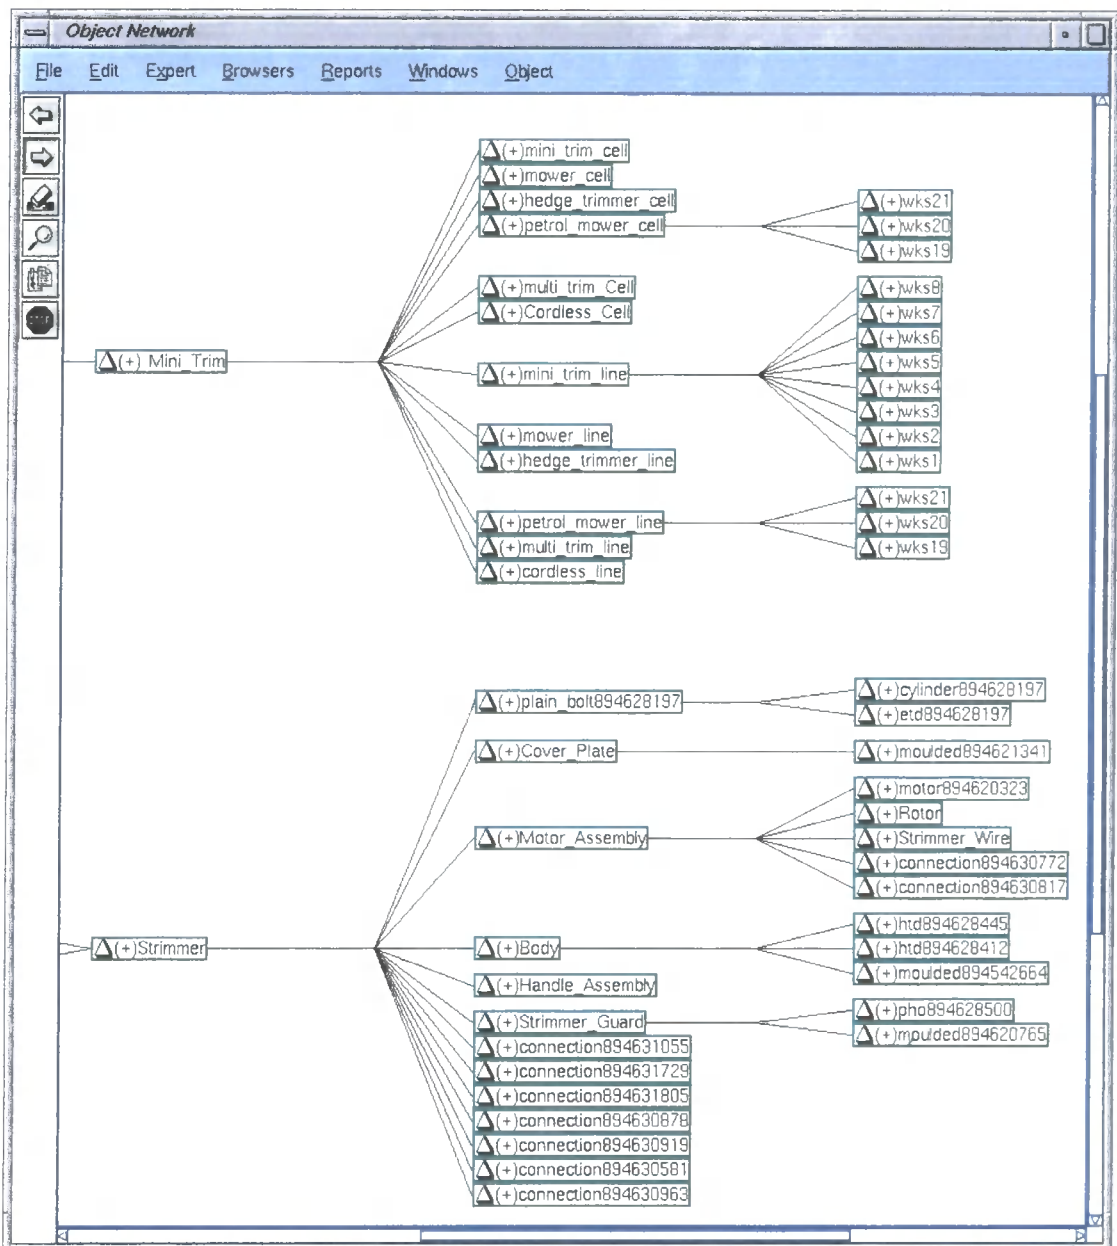 Object Network
File Edit Expert Browsers Reports Windows Object
(+)mini_trim_cell
(+)mower_cell
(+)hedge_trimmer_cell
(+)petrol_mower_cell
(+)wks21
(+)wks20
(+)wks19
(+)multi_trim_Cell
(+)Cordless_Cell
(+) Mini_Trim
(+)mini_trim_line
(+)wks8
(+)wks7
(+)wks6
(+)wks5
(+)wks4
(+)wks3
(+)wks2
(+)wks1
(+)mower_line
(+)hedge_trimmer_line
(+)petrol_mower_line
(+)multi_trim_line
(+)cordless_line
(+)wks21
(+)wks20
(+)wks19
(+)plain_bolt894628197
(+)cylinder894628197
(+)etd894628197
(+)Cover_Plate
(+)moulded894621341
(+)Motor_Assembly
(+)motor894620323
(+)Rotor
(+)Strimmer_Wire
(+)connection894630772
(+)connection894630817
(+)Strimmer
(+)Body
(+)htd894628445
(+)htd894628412
(+)moulded894542664
(+)Handle_Assembly
(+)Strimmer_Guard
(+)pho894628500
(+)moulded894620765
(+)connection894631055
(+)connection894631729
(+)connection894631805
(+)connection894630878
(+)connection894630919
(+)connection894630581
(+)connection894630963